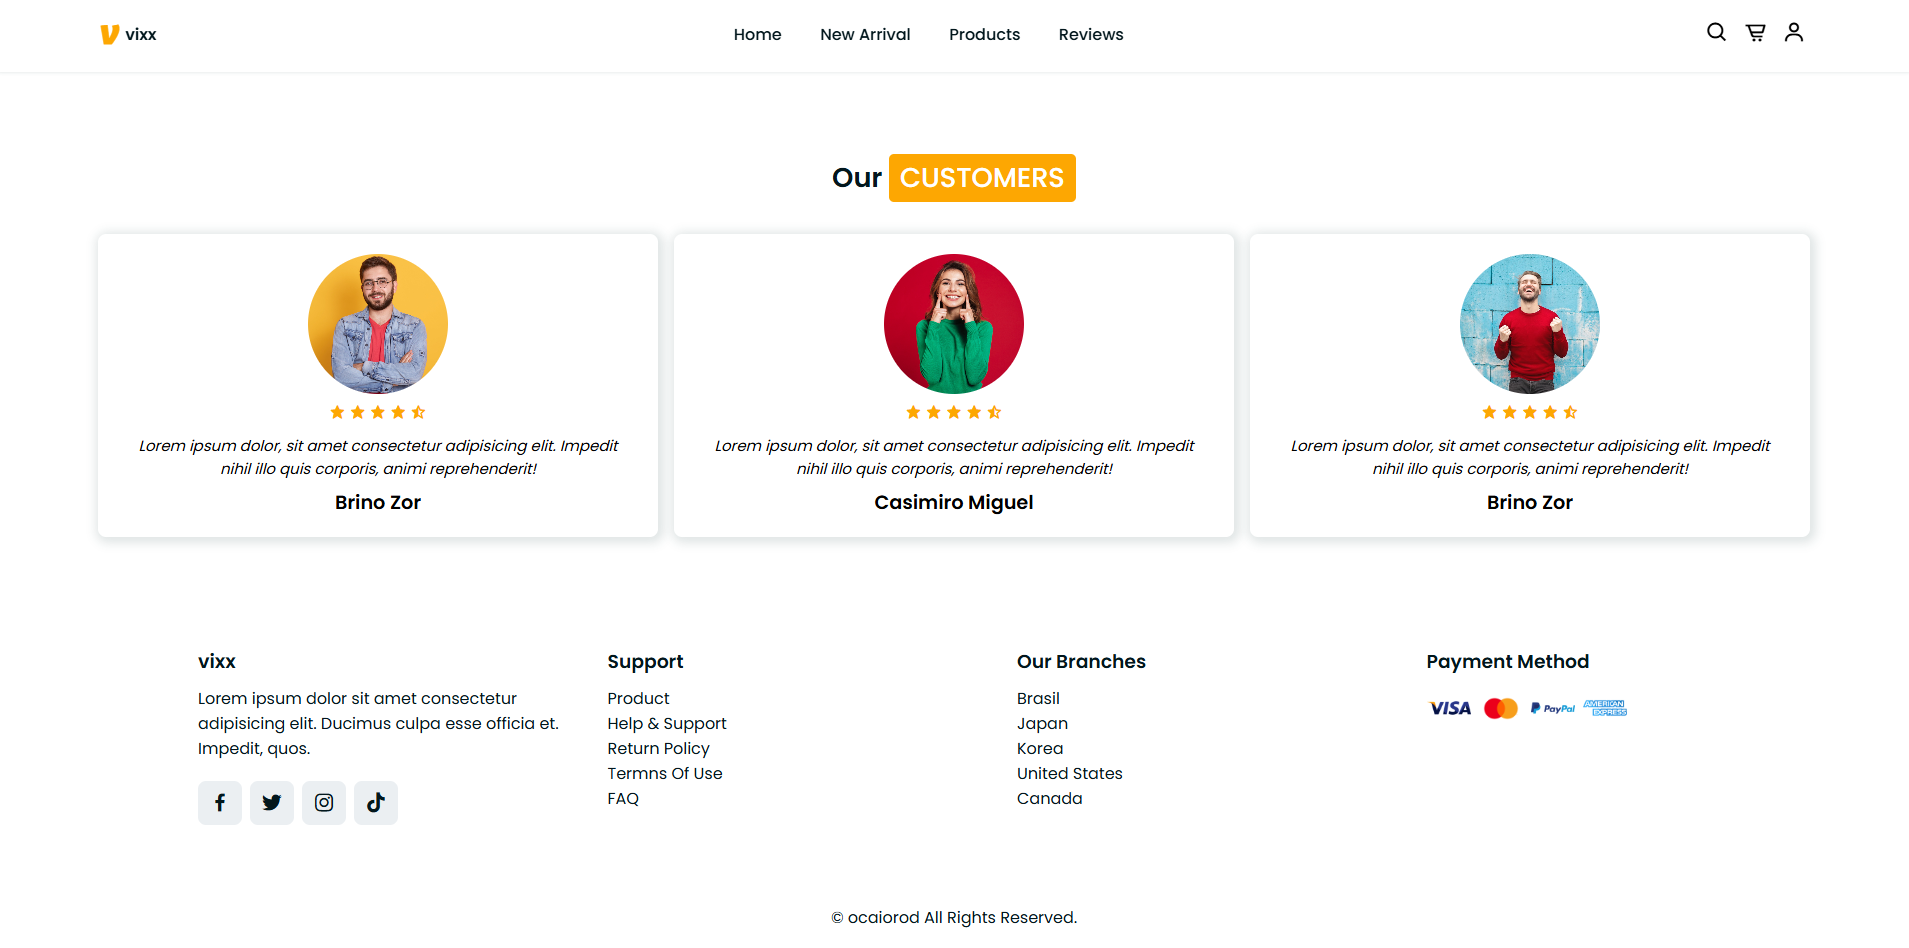 vixx
Home New Arrival Products Reviews
Our CUSTOMERS
Lorem ipsum dolor, sit amet consectetur adipisicing elit. Impedit
nihil illo quis corporis, animi reprehenderit!
Brino Zor
Lorem ipsum dolor, sit amet consectetur adipisicing elit. Impedit
nihil illo quis corporis, animi reprehenderit!
Casimiro Miguel
Lorem ipsum dolor, sit amet consectetur adipisicing elit. Impedit
nihil illo quis corporis, animi reprehenderit!
Brino Zor
vixx
Lorem ipsum dolor sit amet consectetur
adipisicing elit. Ducimus culpa esse officia et.
Impedit, quos.
Support
Product
Help & Support
Return Policy
Termns Of Use
FAQ
Our Branches
Brasil
Japan
Korea
United States
Canada
Payment Method
VISA PayPal AMERICAN
EXPRESS
© ocaiorod All Rights Reserved.